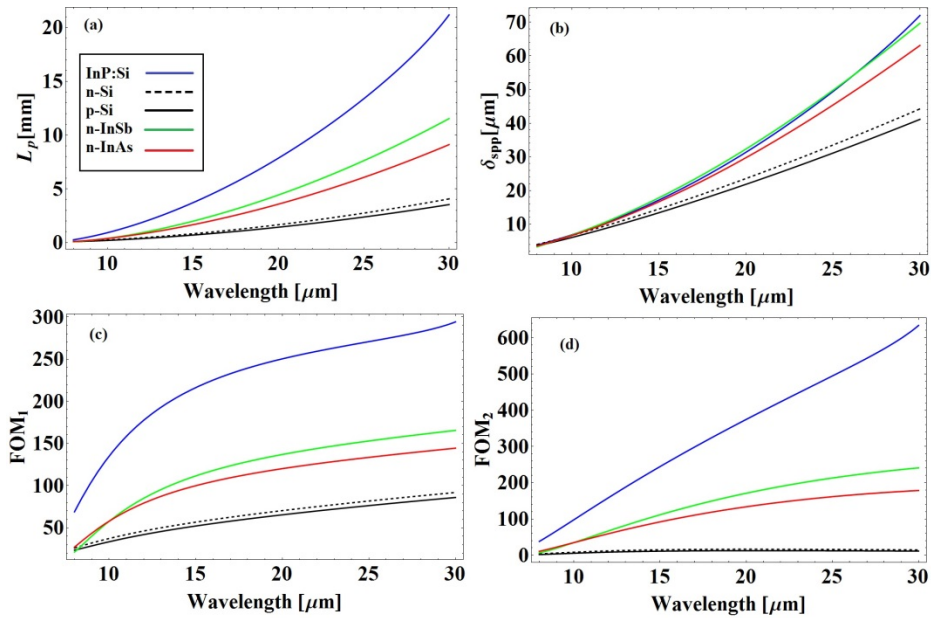 (a)
20
15
10
5
0
L_p[mm]
InP:Si
n-Si
p-Si
n-InSb
n-InAs
10 15 20 25 30
Wavelength [μm]
(b)
70
60
50
40
30
20
10
δ_spp[μm]
10 15 20 25 30
Wavelength [μm]
(c)
300
250
200
150
100
50
FOM₁
10 15 20 25 30
Wavelength [μm]
(d)
600
500
400
300
200
100
0
FOM₂
10 15 20 25 30
Wavelength [μm]